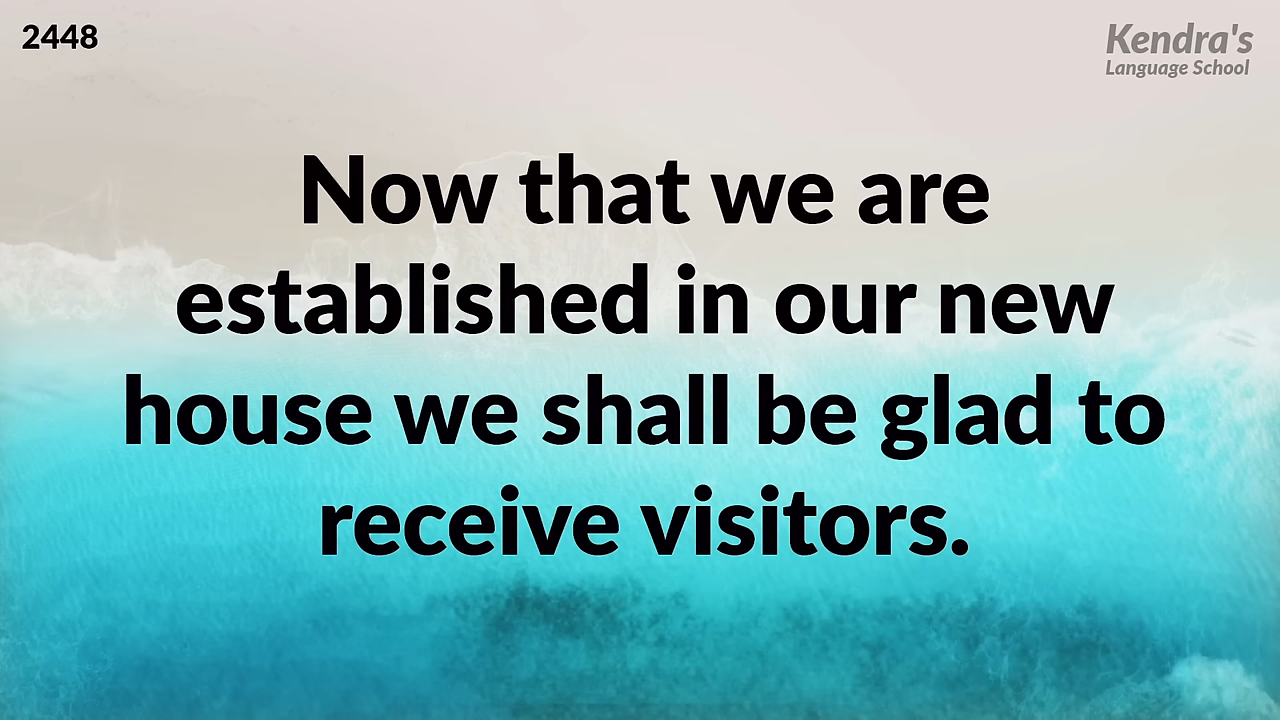 2448
Kendra's
Language School
Now that we are
established in our new
house we shall be glad to
receive visitors.